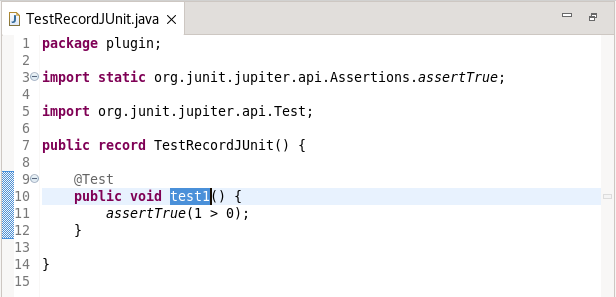 TestRecordJUnit.java
1 package plugin;
2
3 import static org.junit.jupiter.api.Assertions.assertTrue;
4
5 import org.junit.jupiter.api.Test;
6
7 public record TestRecordJUnit() {
8
9 @Test
10 public void test1() {
11 assertTrue(1 > 0);
12 }
13
14 }
15